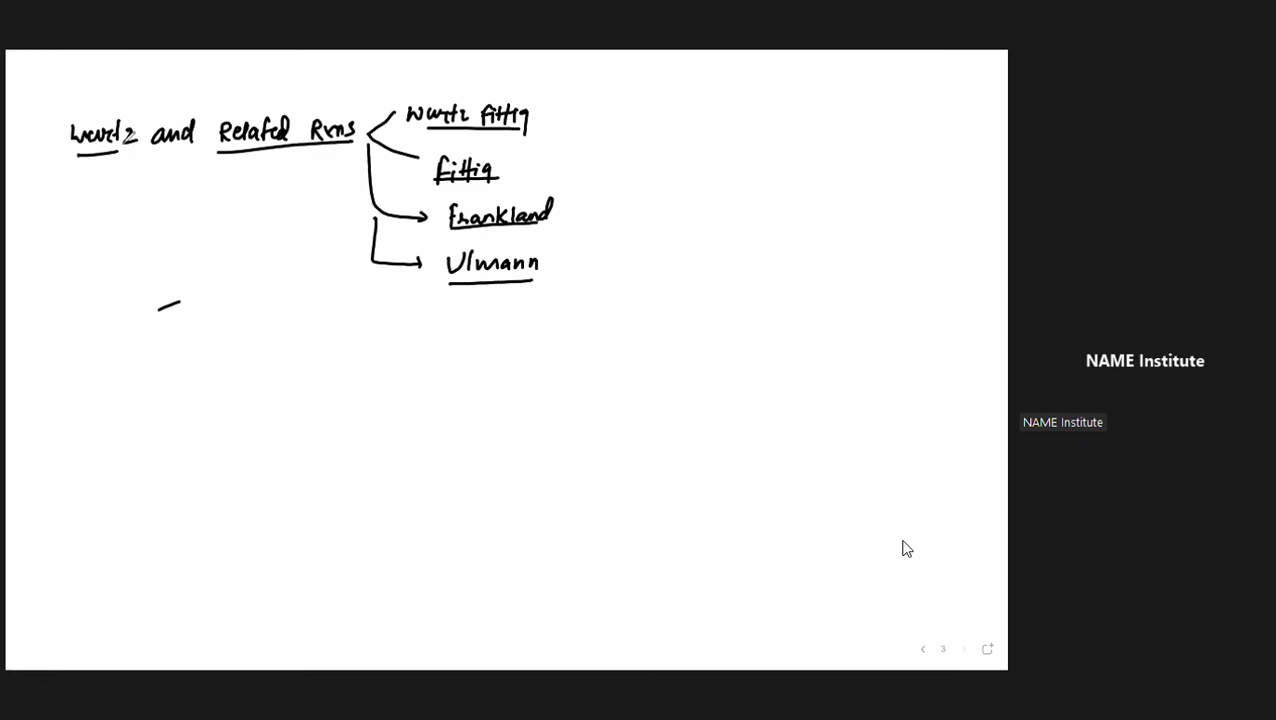 Wurtz and Related Rxns
Wurtz fittig
fittig
frankland
Ulmann
NAME Institute
NAME Institute
3